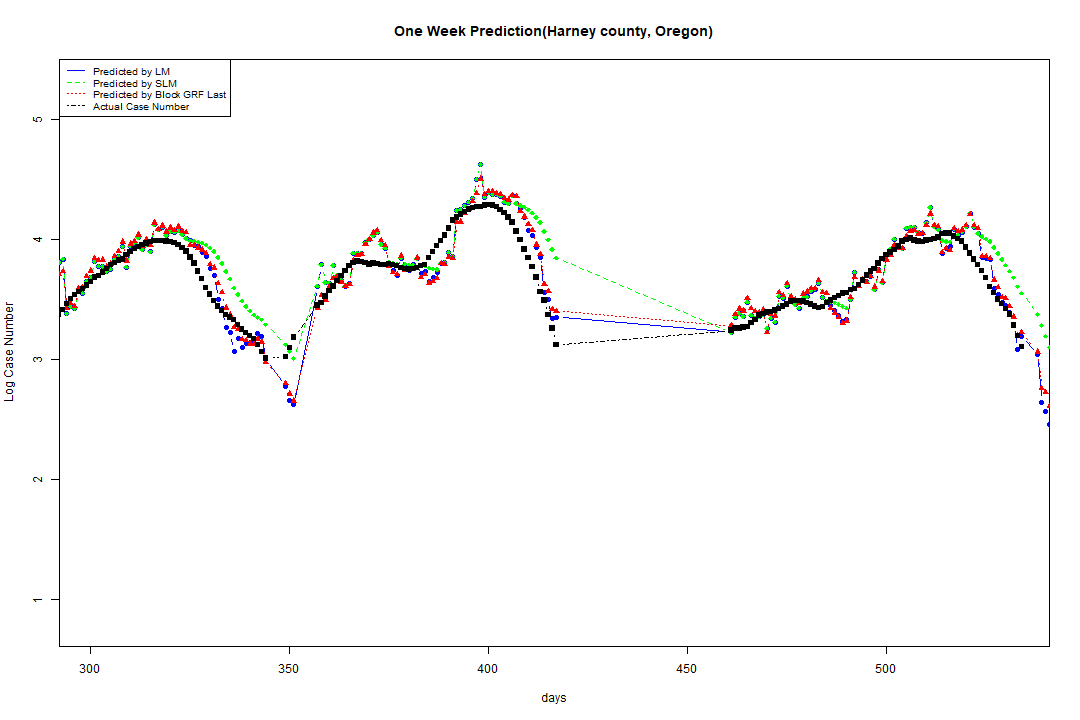 One Week Prediction(Harney county, Oregon)
Predicted by LM
Predicted by SLM
Predicted by Block GRF Last
Actual Case Number
5
4
3
2
1
Log Case Number
300
350
400
450
500
days